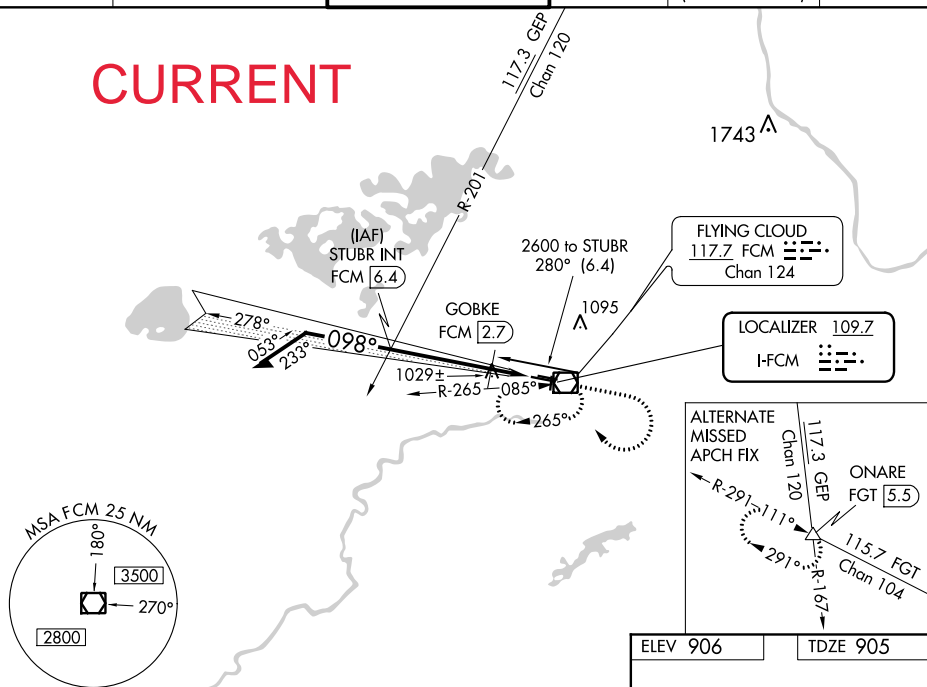 CURRENT
117.3 GEP
Chan 120
R-201
1743
(IAF)
STUBR INT
FCM 6.4
2600 to STUBR
280° (6.4)
FLYING CLOUD
117.7 FCM
Chan 124
GOBKE
FCM 2.7
1095
LOCALIZER 109.7
I-FCM
278°
053°
233°
098°
1029±
R-265
085°
265°
ALTERNATE
MISSED
APCH FIX
117.3 GEP
Chan 120
ONARE
FGT 5.5
R-291
111°
291°
115.7 FGT
Chan 104
R-167
MSA FCM 25 NM
180°
3500
270°
2800
ELEV 906
TDZE 905